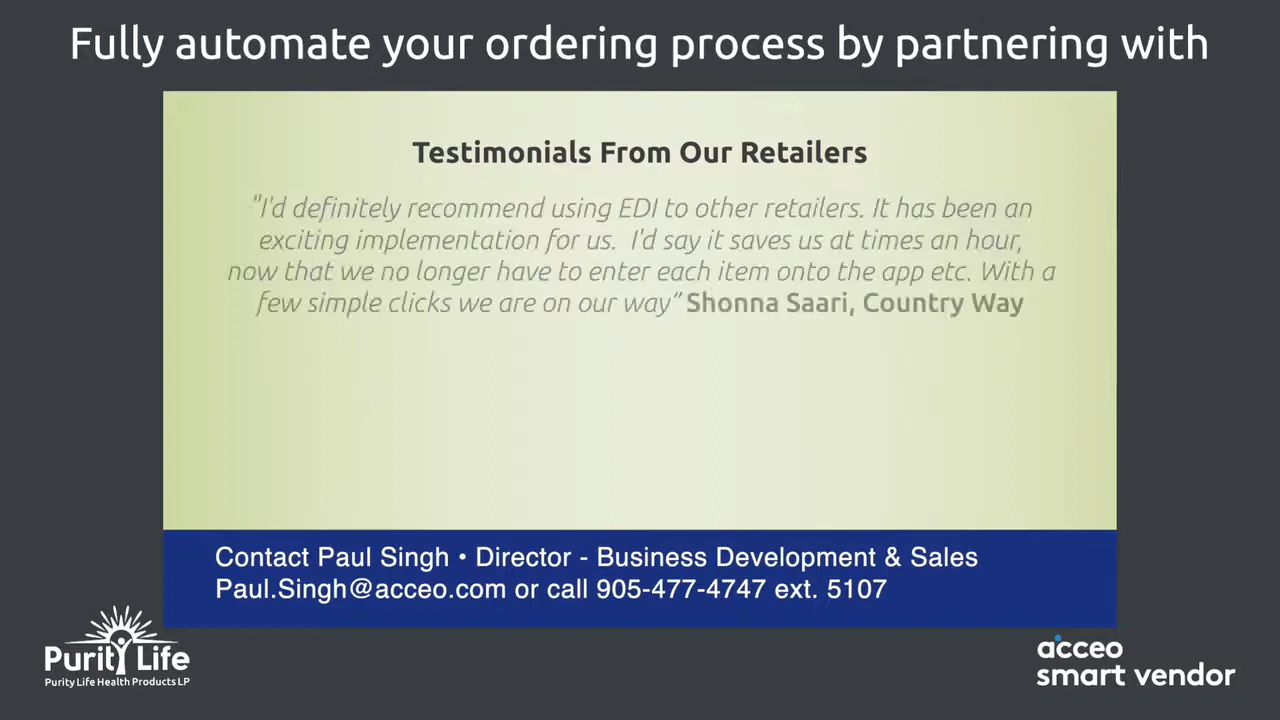 Fully automate your ordering process by partnering with
Testimonials From Our Retailers
"I'd definitely recommend using EDI to other retailers. It has been an
exciting implementation for us.  I'd say it saves us at times an hour,
now that we no longer have to enter each item onto the app etc. With a
few simple clicks we are on our way” Shonna Saari, Country Way
Contact Paul Singh • Director - Business Development & Sales
Paul.Singh@acceo.com or call 905-477-4747 ext. 5107
Purity Life
Purity Life Health Products LP
acceo
smart vendor